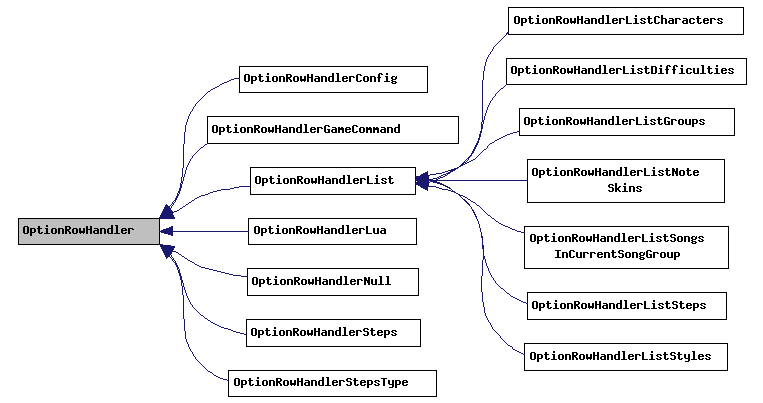 OptionRowHandler
OptionRowHandlerConfig
OptionRowHandlerGameCommand
OptionRowHandlerList
OptionRowHandlerLua
OptionRowHandlerNull
OptionRowHandlerSteps
OptionRowHandlerStepsType
OptionRowHandlerListCharacters
OptionRowHandlerListDifficulties
OptionRowHandlerListGroups
OptionRowHandlerListNote
Skins
OptionRowHandlerListSongs
InCurrentSongGroup
OptionRowHandlerListSteps
OptionRowHandlerListStyles